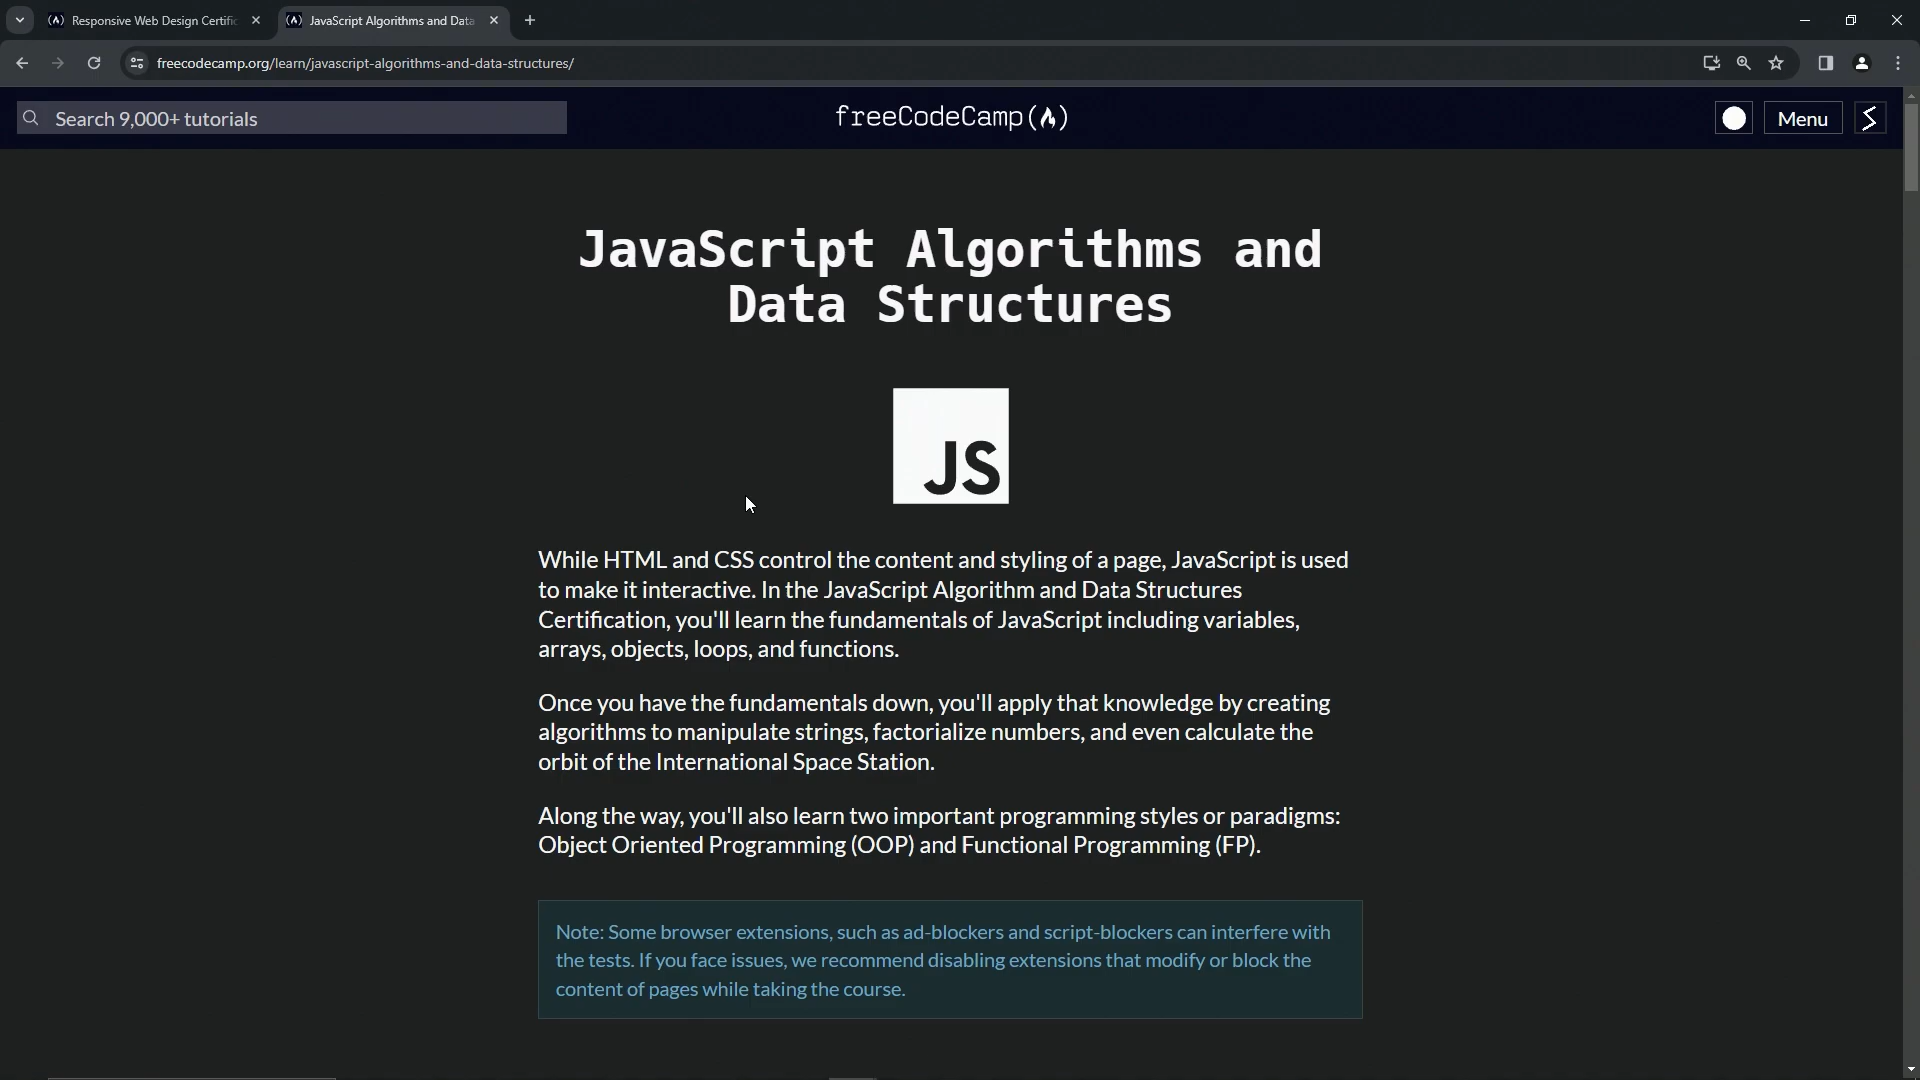 Responsive Web Design Certific
JavaScript Algorithms and Data
freecodecamp.org/learn/javascript-algorithms-and-data-structures/
Search 9,000+ tutorials
freeCodeCamp
Menu
JavaScript Algorithms and
Data Structures
JS
While HTML and CSS control the content and styling of a page, JavaScript is used
to make it interactive. In the JavaScript Algorithm and Data Structures
Certification, you'll learn the fundamentals of JavaScript including variables,
arrays, objects, loops, and functions.
Once you have the fundamentals down, you'll apply that knowledge by creating
algorithms to manipulate strings, factorialize numbers, and even calculate the
orbit of the International Space Station.
Along the way, you'll also learn two important programming styles or paradigms:
Object Oriented Programming (OOP) and Functional Programming (FP).
Note: Some browser extensions, such as ad-blockers and script-blockers can interfere with
the tests. If you face issues, we recommend disabling extensions that modify or block the
content of pages while taking the course.